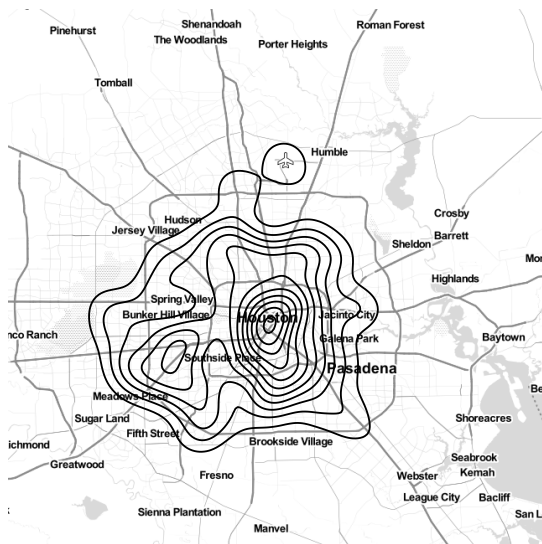 Shenandoah
Roman Forest
Pinehurst
The Woodlands
Porter Heights
Tomball
Humble
Crosby
Hudson
Jersey Village
Barrett
Sheldon
Highlands
Spring Valley
Bunker Hill Village
Houston
Jacinto City
nco Ranch
Galena Park
Baytown
Southside Place
Pasadena
Meadows Place
Sugar Land
Shoreacres
Fifth Street
Brookside Village
ichmond
Greatwood
Seabrook
Fresno
Webster
Kemah
League City
Bacliff
Sienna Plantation
San L
Manvel